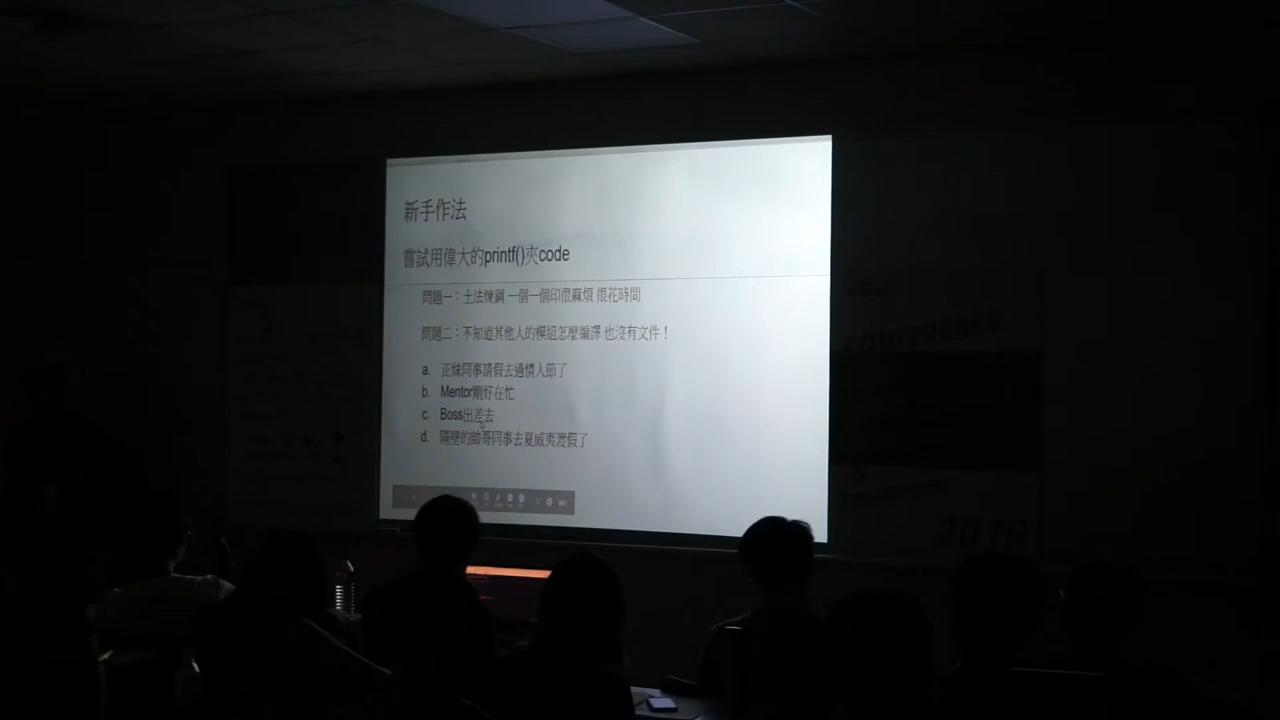 新手作法
嘗試用偉大的printf()夾code
問題一：土法煉鋼 一個一個印很麻煩 很花時間
問題二：不知道其他人的模組怎麼編譯 也沒有文件！
a. 正妹同事請假去過情人節了
b. Mentor剛好在忙
c. Boss出差去
d. 隔壁的帥哥同事去夏威夷渡假了
CONFERENCE
2019